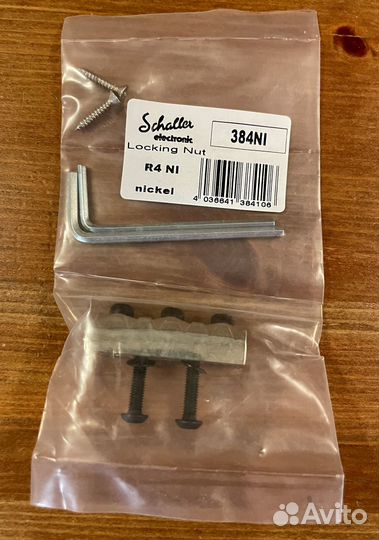 Schaller
electronic
384NI
Locking Nut
R4 NI
nickel
4 036641 384106
Avito